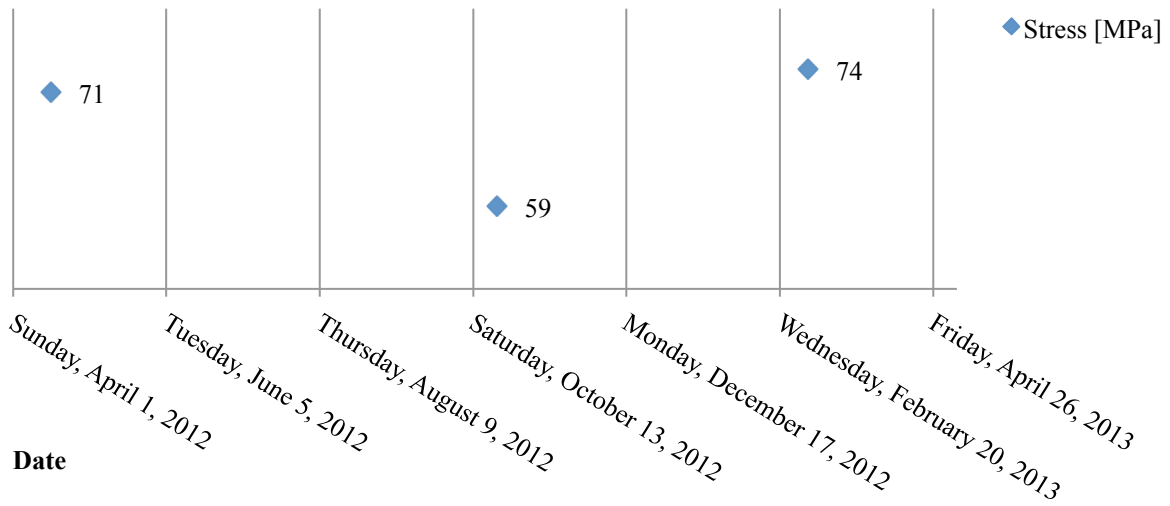 Stress [MPa]
74
71
59
Sunday, April 1, 2012
Tuesday, June 5, 2012
Thursday, August 9, 2012
Saturday, October 13, 2012
Monday, December 17, 2012
Wednesday, February 20, 2013
Friday, April 26, 2013
Date